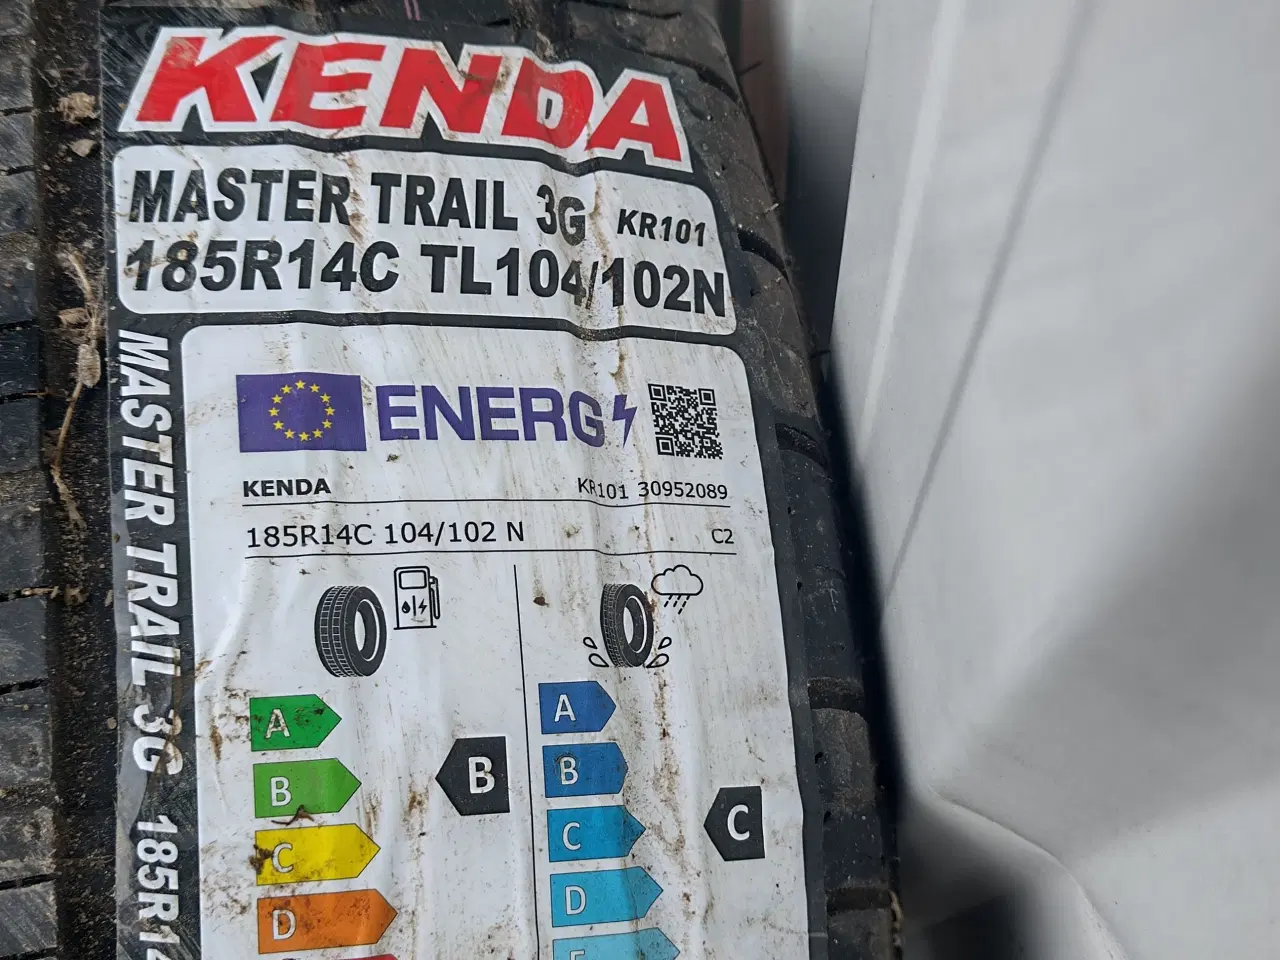 KENDA
MASTER TRAIL 3G KR101
185R14C TL104/102N
MASTER TRAIL 3G 185R14
ENERG
KENDA KR101 30952089
185R14C 104/102 N C2
A
B
C
D
B
A
B
C
D
C